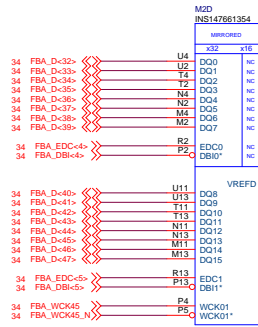 M2D
INS147661354
MIRRORED
x32 x16
34 FBA_D<32> U4 DQ0 NC
34 FBA_D<33> U2 DQ1 NC
34 FBA_D<34> T4 DQ2 NC
34 FBA_D<35> T2 DQ3 NC
34 FBA_D<36> N4 DQ4 NC
34 FBA_D<37> N2 DQ5 NC
34 FBA_D<38> M4 DQ6 NC
34 FBA_D<39> M2 DQ7 NC
34 FBA_EDC<4> R2 EDC0 NC
34 FBA_DBI<4> P2 DBI0* NC
VREFD
34 FBA_D<40> U11 DQ8
34 FBA_D<41> U13 DQ9
34 FBA_D<42> T11 DQ10
34 FBA_D<43> T13 DQ11
34 FBA_D<44> N11 DQ12
34 FBA_D<45> N13 DQ13
34 FBA_D<46> M11 DQ14
34 FBA_D<47> M13 DQ15
34 FBA_EDC<5> R13 EDC1
34 FBA_DBI<5> P13 DBI1*
34 FBA_WCK45 P4 WCK01
34 FBA_WCK45_N P5 WCK01*